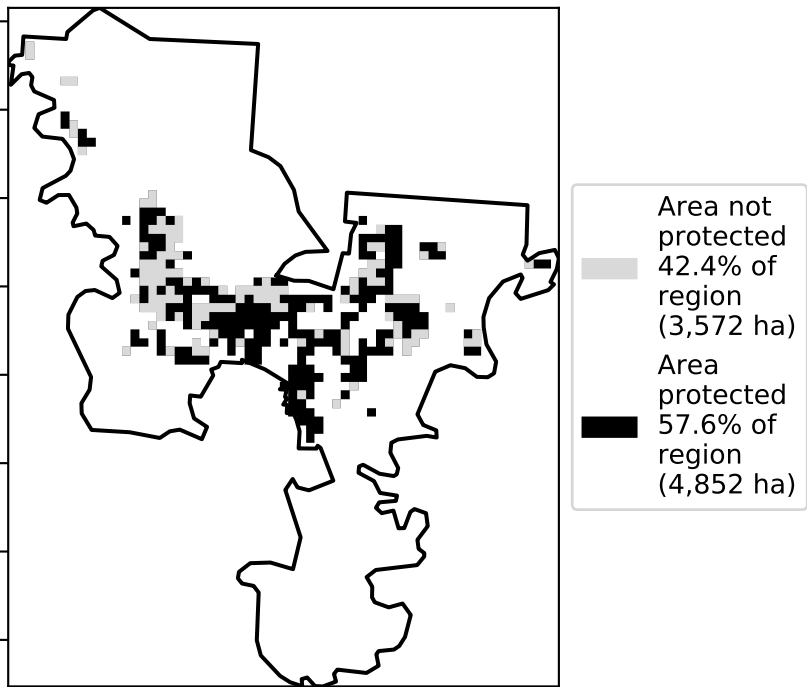 Area not
protected
42.4% of
region
(3,572 ha)
Area
protected
57.6% of
region
(4,852 ha)